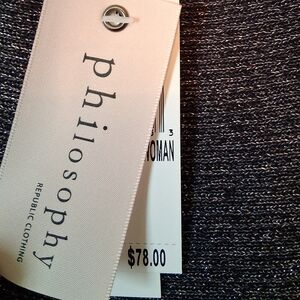 philosophy
REPUBLIC CLOTHING
3
WOMAN
$78.00